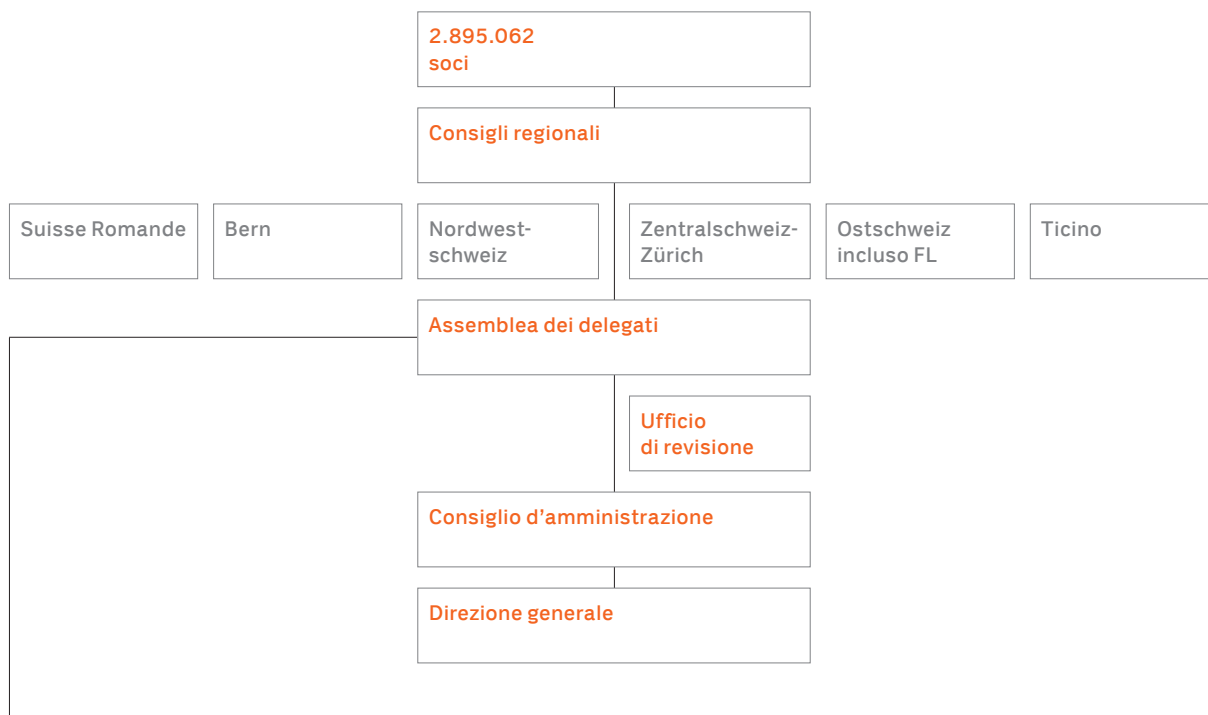 2.895.062
soci
Consigli regionali
Suisse Romande
Bern
Nordwest-
schweiz
Zentralschweiz-
Zürich
Ostschweiz
incluso FL
Ticino
Assemblea dei delegati
Ufficio
di revisione
Consiglio d’amministrazione
Direzione generale